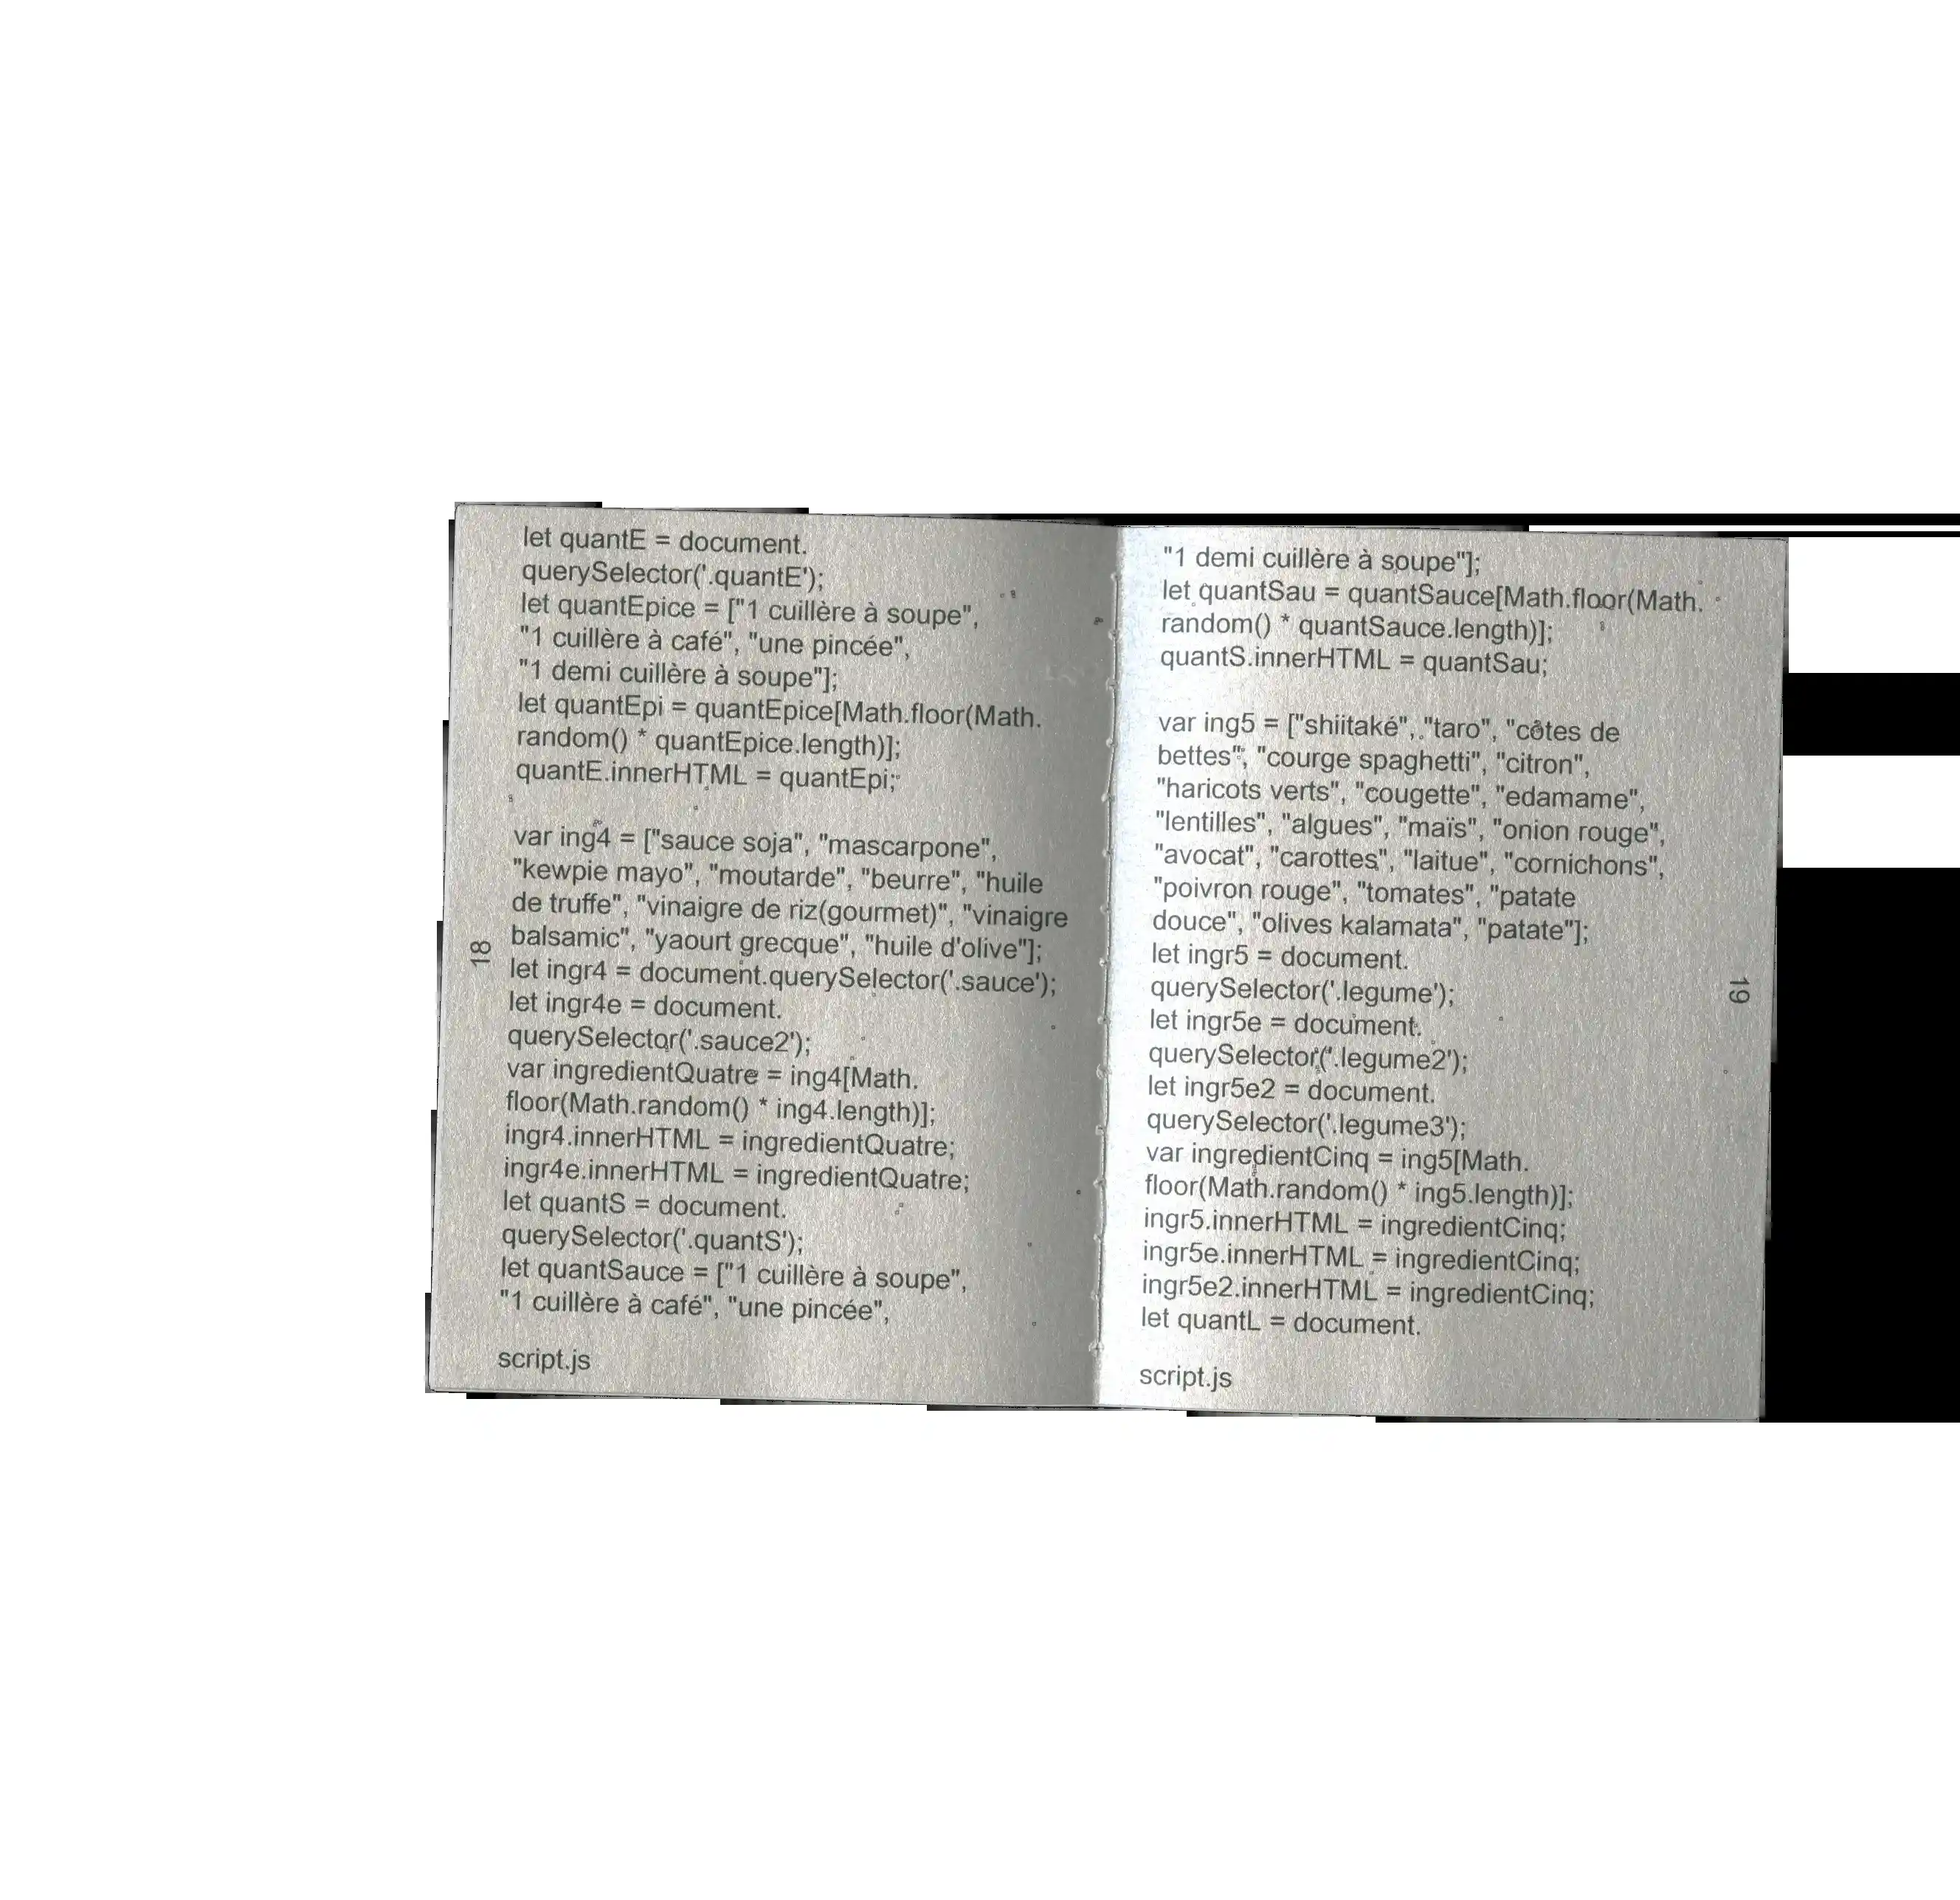 let quantE = document.
querySelector('.quantE');
let quantEpice = ["1 cuillère à soupe",
"1 cuillère à café", "une pincée",
"1 demi cuillère à soupe"];
let quantEpi = quantEpice[Math.floor(Math.
random() * quantEpice.length)];
quantE.innerHTML = quantEpi;
var ing4 = ["sauce soja", "mascarpone",
"kewpie mayo", "moutarde", "beurre", "huile
de truffe", "vinaigre de riz(gourmet)", "vinaigre
balsamic", "yaourt grecque", "huile d'olive"];
let ingr4 = document.querySelector('.sauce');
let ingr4e = document.
querySelector('.sauce2');
var ingredientQuatre = ing4[Math.
floor(Math.random() * ing4.length)];
ingr4.innerHTML = ingredientQuatre;
ingr4e.innerHTML = ingredientQuatre;
let quantS = document.
querySelector('.quantS');
let quantSauce = ["1 cuillère à soupe",
"1 cuillère à café", "une pincée",
script.js
18
"1 demi cuillère à soupe"];
let quantSau = quantSauce[Math.floor(Math.
random() * quantSauce.length)];
quantS.innerHTML = quantSau;
var ing5 = ["shiitaké", "taro", "côtes de
bettes", "courge spaghetti", "citron",
"haricots verts", "cougette", "edamame",
"lentilles", "algues", "maïs", "onion rouge",
"avocat", "carottes", "laitue", "cornichons",
"poivron rouge", "tomates", "patate
douce", "olives kalamata", "patate"];
let ingr5 = document.
querySelector('.legume');
let ingr5e = document.
querySelector('.legume2');
let ingr5e2 = document.
querySelector('.legume3');
var ingredientCinq = ing5[Math.
floor(Math.random() * ing5.length)];
ingr5.innerHTML = ingredientCinq;
ingr5e.innerHTML = ingredientCinq;
ingr5e2.innerHTML = ingredientCinq;
let quantL = document.
script.js
19